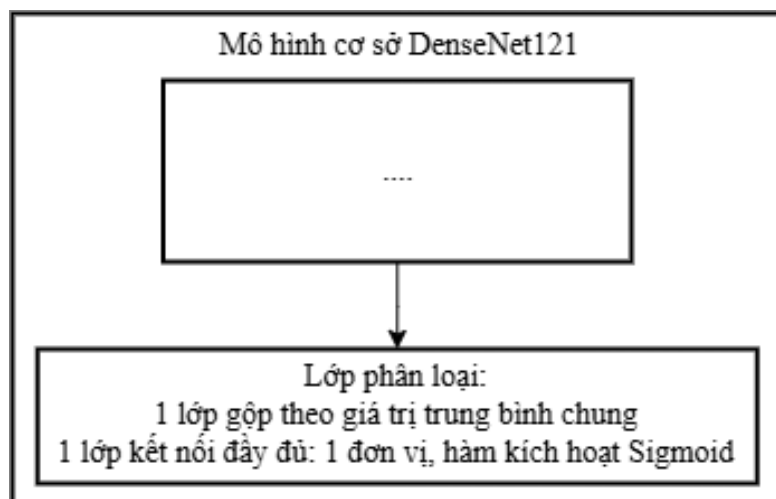 Mô hình cơ sở DenseNet121
....
Lớp phân loại:
1 lớp gộp theo giá trị trung bình chung
1 lớp kết nối đầy đủ: 1 đơn vị, hàm kích hoạt Sigmoid